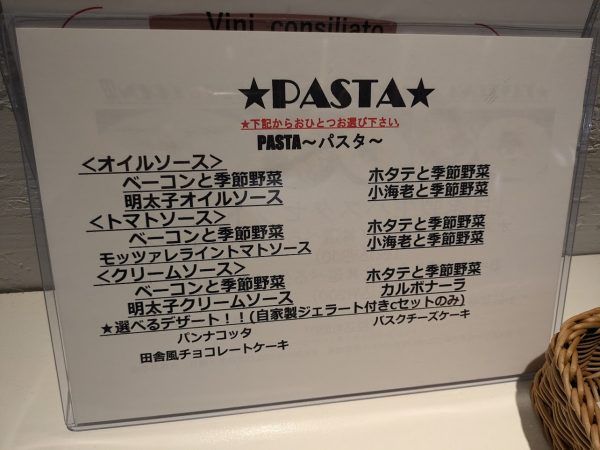 Vini consiliato
★PASTA★
★下記からおひとつお選び下さい
PASTA～パスタ～
<オイルソース>
ベーコンと季節野菜 ホタテと季節野菜
明太子オイルソース 小海老と季節野菜
<トマトソース>
ベーコンと季節野菜 ホタテと季節野菜
モッツァレライントマトソース 小海老と季節野菜
<クリームソース>
ベーコンと季節野菜 ホタテと季節野菜
明太子クリームソース カルボナーラ
★選べるデザート！！(自家製ジェラート付きcセットのみ)
パンナコッタ バスクチーズケーキ
田舎風チョコレートケーキ